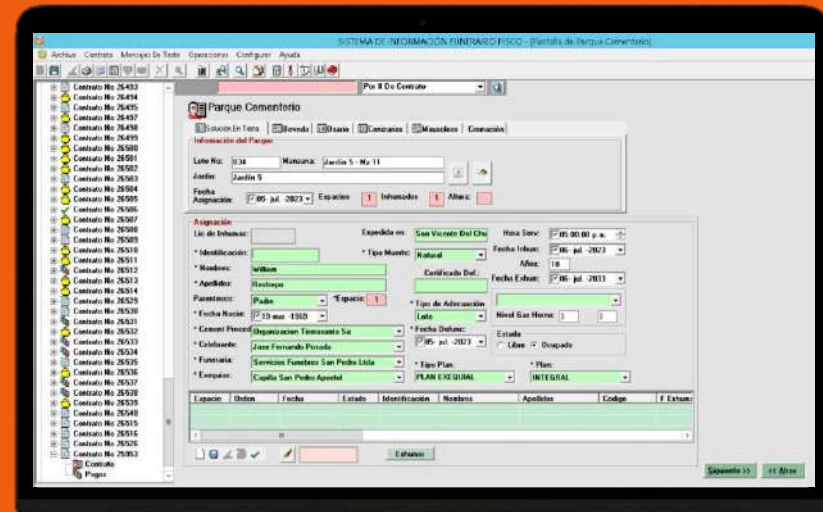 SISTEMA DE INFORMACIÓN FUNERARIO PISCO - [Pantalla de Parque Cementerio]
Archivo Contrato Mensajes De Texto Operaciones Configurar Ayuda
Por # De Contrato
Contrato No 26493
Contrato No 26494
Contrato No 26495
Contrato No 26497
Contrato No 26498
Contrato No 26499
Contrato No 26500
Contrato No 26501
Contrato No 26502
Contrato No 26503
Contrato No 26504
Contrato No 26505
Contrato No 26506
Contrato No 26507
Contrato No 26508
Contrato No 26509
Contrato No 26510
Contrato No 26511
Contrato No 26512
Contrato No 26513
Contrato No 26514
Contrato No 26529
Contrato No 26530
Contrato No 26531
Contrato No 26532
Contrato No 26533
Contrato No 26534
Contrato No 26535
Contrato No 26536
Contrato No 26537
Contrato No 26538
Contrato No 26539
Contrato No 26540
Contrato No 26515
Contrato No 26516
Contrato No 26526
Contrato No 25953
Contrato
Pagos
Parque Cementerio
Solución En Tierra Bóveda Osario Cenizarios Mausoleos Cremación
Información del Parque
Lote No: 034 Manzana: Jardín 5 - Mz 11
Jardín: Jardín 5
Fecha Asignación: 05- jul. -2023 Espacios 1 Inhumados 1 Altura:
Asignación
Lic de Inhumac: Expedida en: San Vicente Del Chu Hora Serv: 05:00:00 p.m.
* Identificación: * Tipo Muerte: Natural Fecha Inhum: 06- jul. -2023
* Nombres: William Certificado Def.: Años: 10
* Apellidos: Restrepo Fecha Exhum: 06- jul. -2033
Parentesco: Padre *Espacio: 1 * Tipo de Adecuación
* Fecha Nacim: 19-mar.-1969 Lote Nivel Gas Horno:
* Cement Proced Organizacion Tierrasanta Sa * Fecha Defunc: Estado
* Celebrante: Jose Fernando Posada 05- jul. -2023 Libre Ocupado
* Funeraria: Servicios Funebres San Pedro Ltda * Tipo Plan: * Plan:
* Exequias: Capilla San Pedro Apostol PLAN EXEQUIAL INTEGRAL
Espacio Orden Fecha Estado Identificación Nombres Apellidos Codigo F Exhum
Exhumar
Siguiente >> << Atras